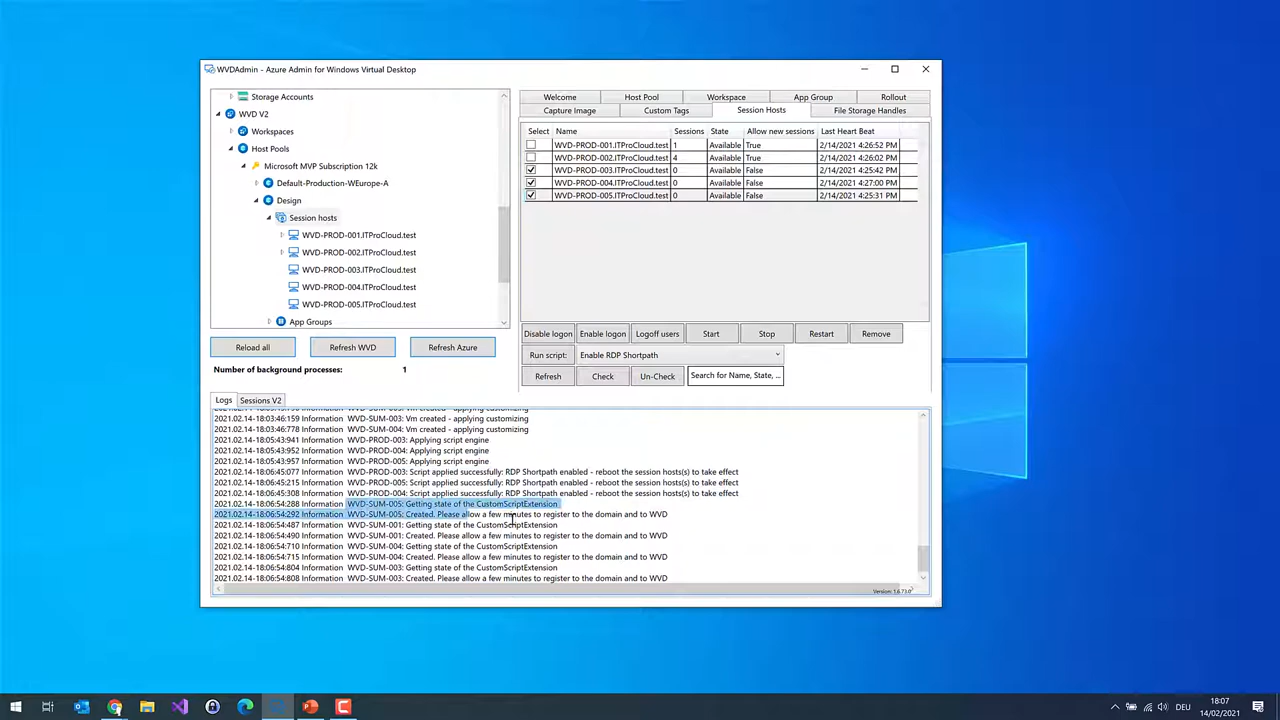 WVDAdmin - Azure Admin for Windows Virtual Desktop
Storage Accounts
WVD V2
Workspaces
Host Pools
Microsoft MVP Subscription 12k
Default-Production-WEurope-A
Design
Session hosts
WVD-PROD-001.ITProCloud.test
WVD-PROD-002.ITProCloud.test
WVD-PROD-003.ITProCloud.test
WVD-PROD-004.ITProCloud.test
WVD-PROD-005.ITProCloud.test
App Groups
Reload all Refresh WVD Refresh Azure
Number of background processes: 1
Welcome Host Pool Workspace App Group Rollout
Capture Image Custom Tags Session Hosts File Storage Handles
Select Name Sessions State Allow new sessions Last Heart Beat
WVD-PROD-001.ITProCloud.test 1 Available True 2/14/2021 4:26:52 PM
WVD-PROD-002.ITProCloud.test 4 Available True 2/14/2021 4:26:02 PM
WVD-PROD-003.ITProCloud.test 0 Available False 2/14/2021 4:25:42 PM
WVD-PROD-004.ITProCloud.test 0 Available False 2/14/2021 4:27:00 PM
WVD-PROD-005.ITProCloud.test 0 Available False 2/14/2021 4:25:31 PM
Disable logon Enable logon Logoff users Start Stop Restart Remove
Run script: Enable RDP Shortpath
Refresh Check Un-Check Search for Name, State, ...
Logs Sessions V2
2021.02.14-18:03:46:159 Information WVD-SUM-003: Vm created - applying customizing
2021.02.14-18:03:46:778 Information WVD-SUM-004: Vm created - applying customizing
2021.02.14-18:05:43:941 Information WVD-PROD-003: Applying script engine
2021.02.14-18:05:43:952 Information WVD-PROD-004: Applying script engine
2021.02.14-18:05:43:957 Information WVD-PROD-005: Applying script engine
2021.02.14-18:06:45:077 Information WVD-PROD-003: Script applied successfully: RDP Shortpath enabled - reboot the session hosts(s) to take effect
2021.02.14-18:06:45:215 Information WVD-PROD-005: Script applied successfully: RDP Shortpath enabled - reboot the session hosts(s) to take effect
2021.02.14-18:06:45:308 Information WVD-PROD-004: Script applied successfully: RDP Shortpath enabled - reboot the session hosts(s) to take effect
2021.02.14-18:06:54:288 Information WVD-SUM-005: Getting state of the CustomScriptExtension
2021.02.14-18:06:54:292 Information WVD-SUM-005: Created. Please allow a few minutes to register to the domain and to WVD
2021.02.14-18:06:54:487 Information WVD-SUM-001: Getting state of the CustomScriptExtension
2021.02.14-18:06:54:490 Information WVD-SUM-001: Created. Please allow a few minutes to register to the domain and to WVD
2021.02.14-18:06:54:710 Information WVD-SUM-004: Getting state of the CustomScriptExtension
2021.02.14-18:06:54:715 Information WVD-SUM-004: Created. Please allow a few minutes to register to the domain and to WVD
2021.02.14-18:06:54:804 Information WVD-SUM-003: Getting state of the CustomScriptExtension
2021.02.14-18:06:54:808 Information WVD-SUM-003: Created. Please allow a few minutes to register to the domain and to WVD
Version: 1.6.73.0
DEU
18:07
14/02/2021